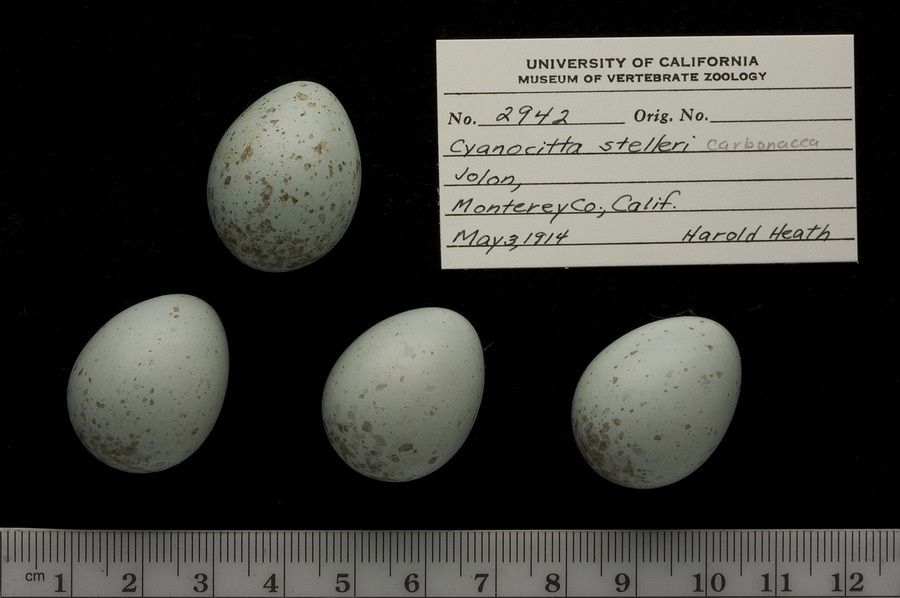 UNIVERSITY OF CALIFORNIA
MUSEUM OF VERTEBRATE ZOOLOGY
No. 2942 Orig. No.
Cyanocitta stelleri carbonacea
Jolon,
Monterey Co., Calif.
May 3, 1914 Harold Heath
cm 1 2 3 4 5 6 7 8 9 10 11 12